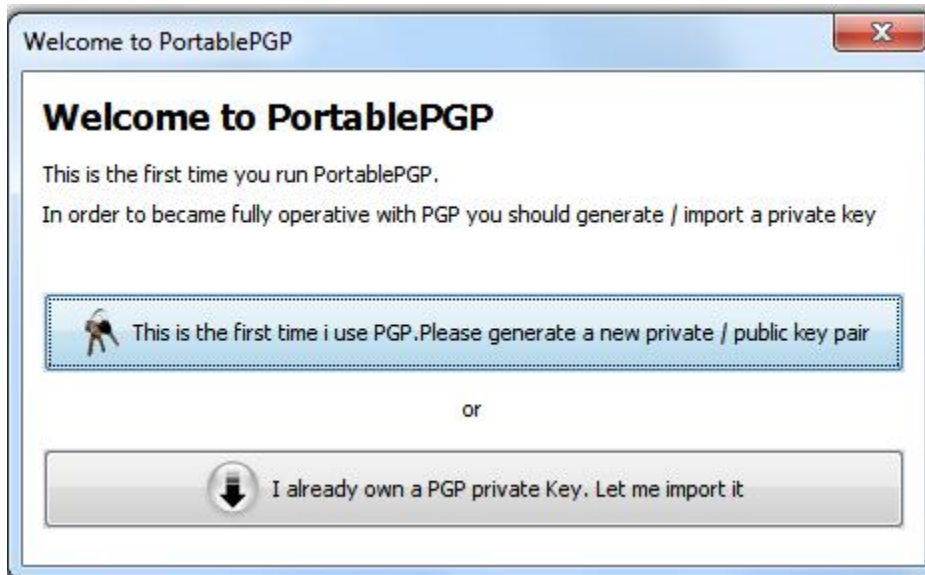 Welcome to PortablePGP
Welcome to PortablePGP
This is the first time you run PortablePGP.
In order to became fully operative with PGP you should generate / import a private key
This is the first time i use PGP.Please generate a new private / public key pair
or
I already own a PGP private Key. Let me import it